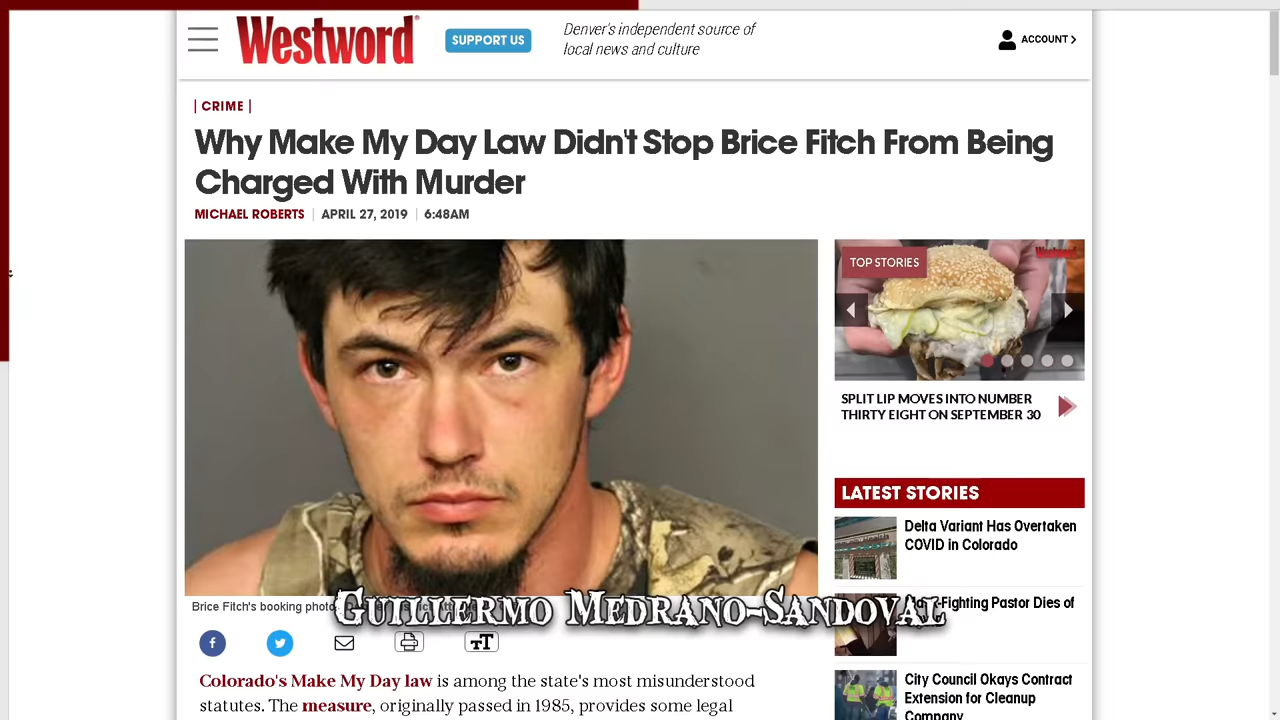 Westword
SUPPORT US
Denver's independent source of
local news and culture
ACCOUNT
| CRIME |
Why Make My Day Law Didn't Stop Brice Fitch From Being
Charged With Murder
MICHAEL ROBERTS | APRIL 27, 2019 | 6:48AM
TOP STORIES
Westword
SPLIT LIP MOVES INTO NUMBER
THIRTY EIGHT ON SEPTEMBER 30
LATEST STORIES
Delta Variant Has Overtaken
COVID in Colorado
Fighting Pastor Dies of
City Council Okays Contract
Extension for Cleanup
Company
Brice Fitch's booking photo.
Guillermo Medrano-Sandoval
Colorado's Make My Day law is among the state's most misunderstood
statutes. The measure, originally passed in 1985, provides some legal